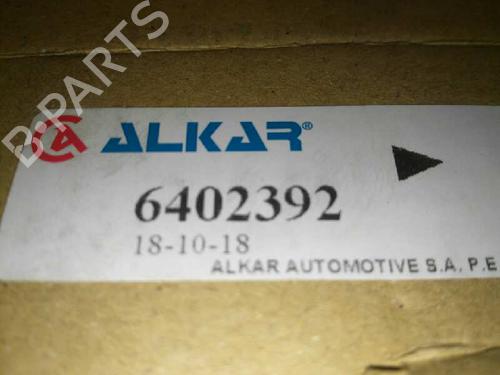 B-PARTS
ALKAR®
6402392
18-10-18
ALKAR AUTOMOTIVE S.A. P.E